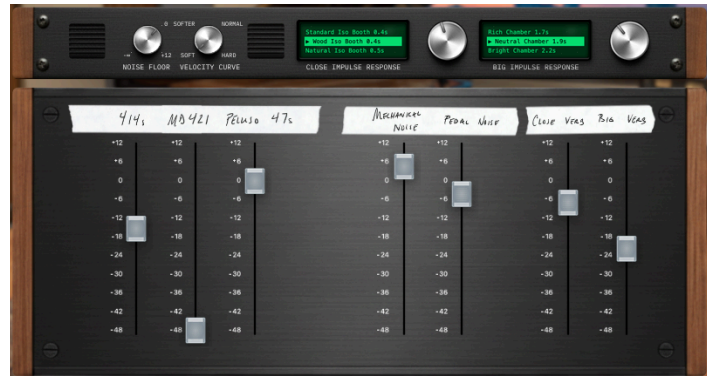 0
SOFTER
NORMAL
-∞
+12
SOFT
HARD
NOISE FLOOR
VELOCITY CURVE
Standard Iso Booth 0.4s
▶ Wood Iso Booth 0.4s
Natural Iso Booth 0.5s
CLOSE IMPULSE RESPONSE
Rich Chamber 1.7s
▶ Neutral Chamber 1.9s
Bright Chamber 2.2s
BIG IMPULSE RESPONSE
414s MD421 PELUSO 47s
MECHANICAL NOISE
PEDAL NOISE
CLOSE VERB BIG VERB
+12 +12 +12 +12 +12 +12 +12
+6 +6 +6 +6 +6 +6 +6
0 0 0 0 0 0 0
-6 -6 -6 -6 -6 -6 -6
-12 -12 -12 -12 -12 -12 -12
-18 -18 -18 -18 -18 -18 -18
-24 -24 -24 -24 -24 -24 -24
-30 -30 -30 -30 -30 -30 -30
-36 -36 -36 -36 -36 -36 -36
-42 -42 -42 -42 -42 -42 -42
-48 -48 -48 -48 -48 -48 -48